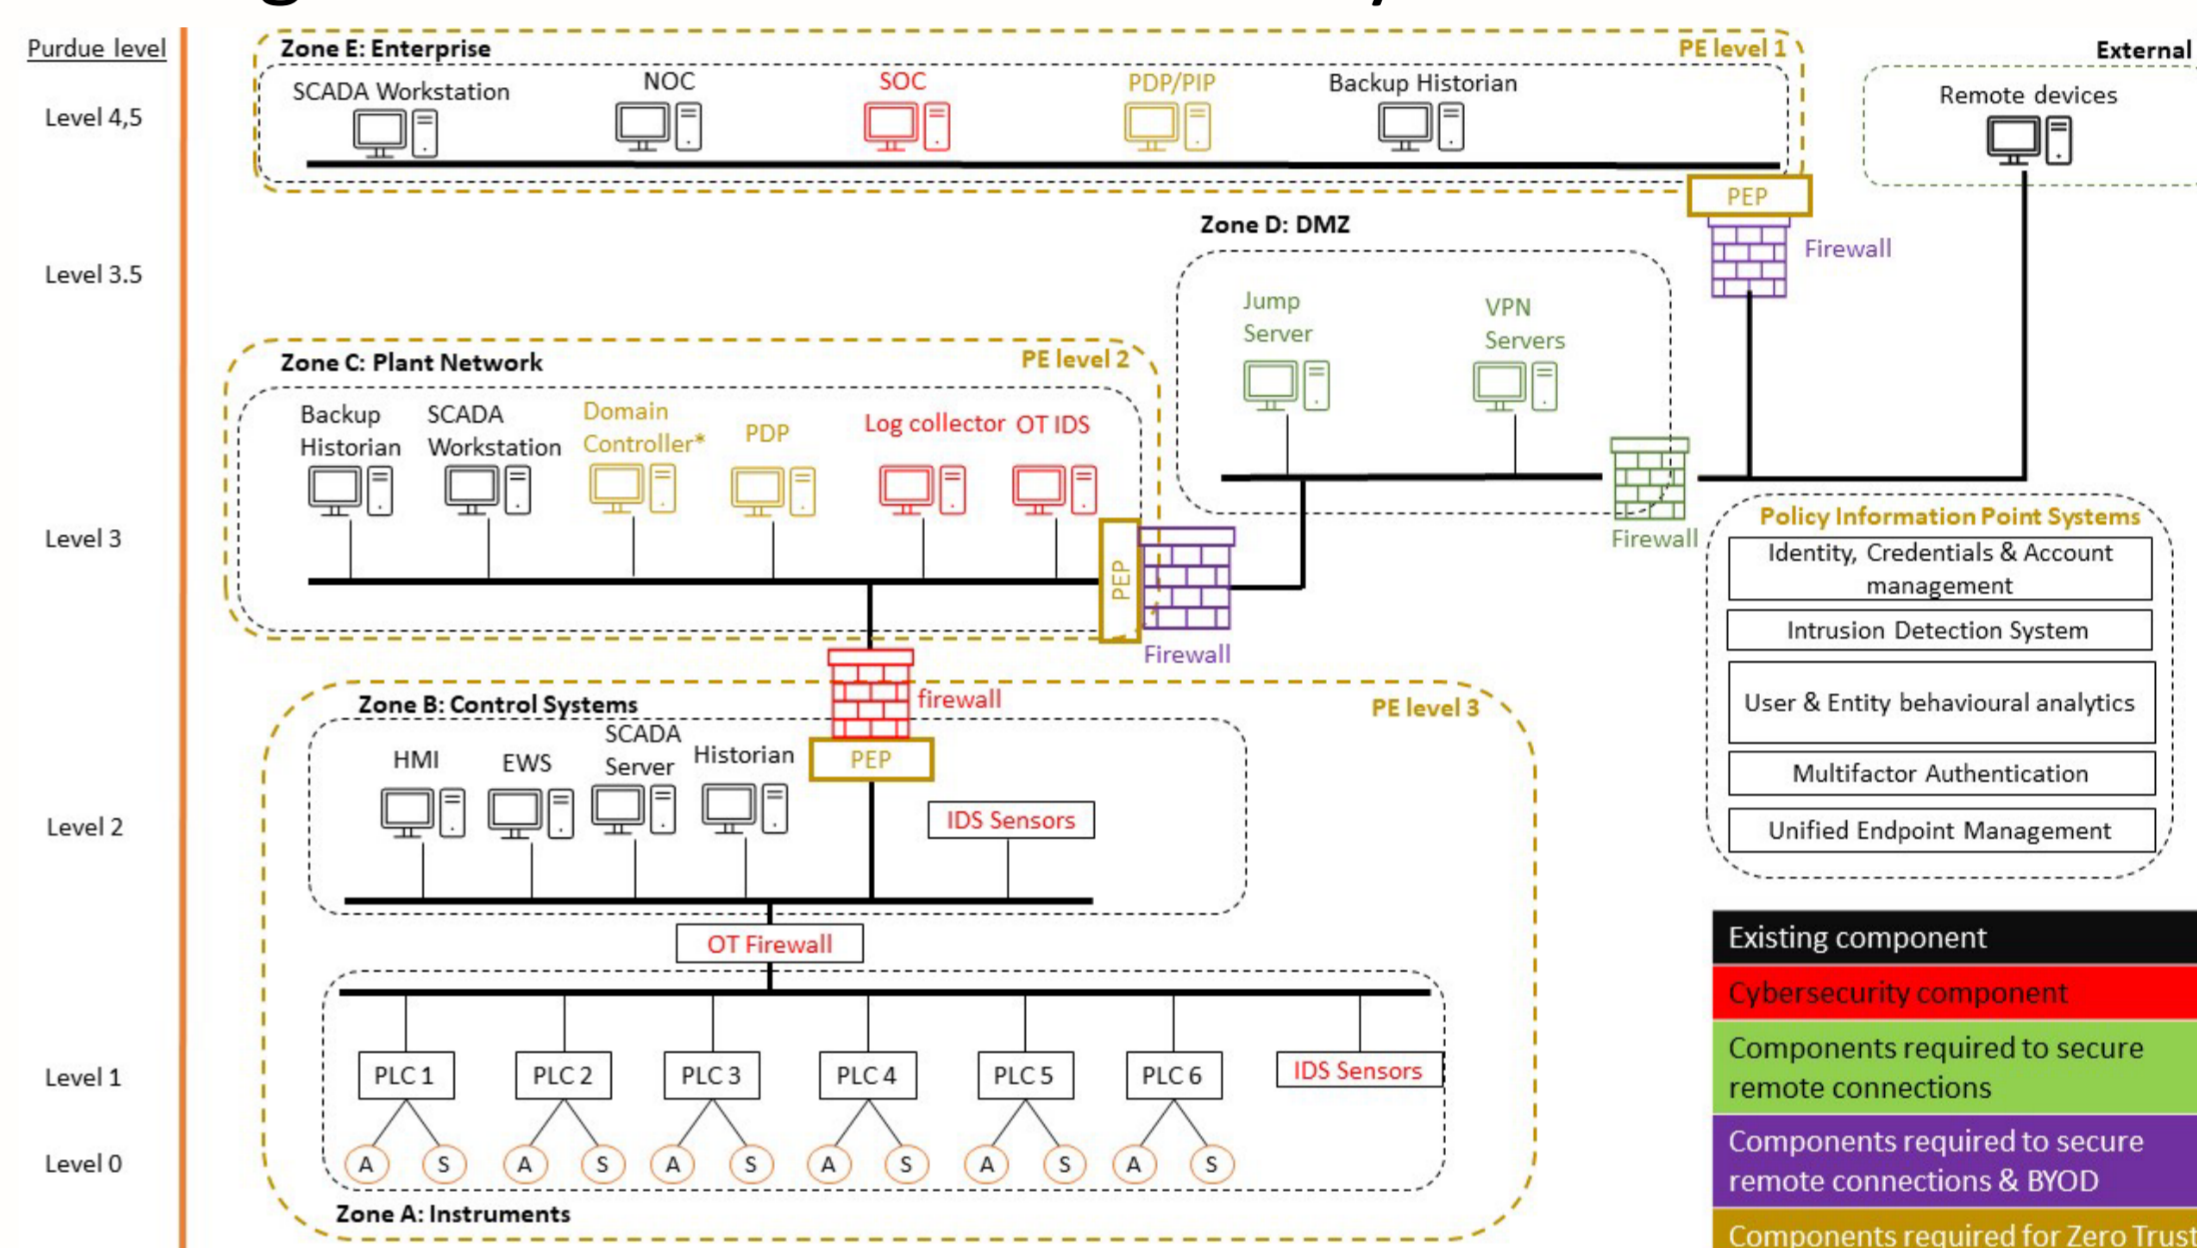 Purdue level
Level 4,5
Level 3.5
Level 3
Level 2
Level 1
Level 0
Zone E: Enterprise
PE level 1
SCADA Workstation
NOC
SOC
PDP/PIP
Backup Historian
PEP
Firewall
External
Remote devices
Zone D: DMZ
Jump
Server
VPN
Servers
Firewall
Zone C: Plant Network
PE level 2
Backup
Historian
SCADA
Workstation
Domain
Controller*
PDP
Log collector
OT IDS
PEP
Firewall
Policy Information Point Systems
Identity, Credentials & Account
management
Intrusion Detection System
User & Entity behavioural analytics
Multifactor Authentication
Unified Endpoint Management
firewall
Zone B: Control Systems
PE level 3
HMI
EWS
SCADA
Server
Historian
PEP
IDS Sensors
OT Firewall
PLC 1
PLC 2
PLC 3
PLC 4
PLC 5
PLC 6
IDS Sensors
A
S
A
S
A
S
A
S
A
S
A
S
Zone A: Instruments
Existing component
Cybersecurity component
Components required to secure
remote connections
Components required to secure
remote connections & BYOD
Components required for Zero Trust